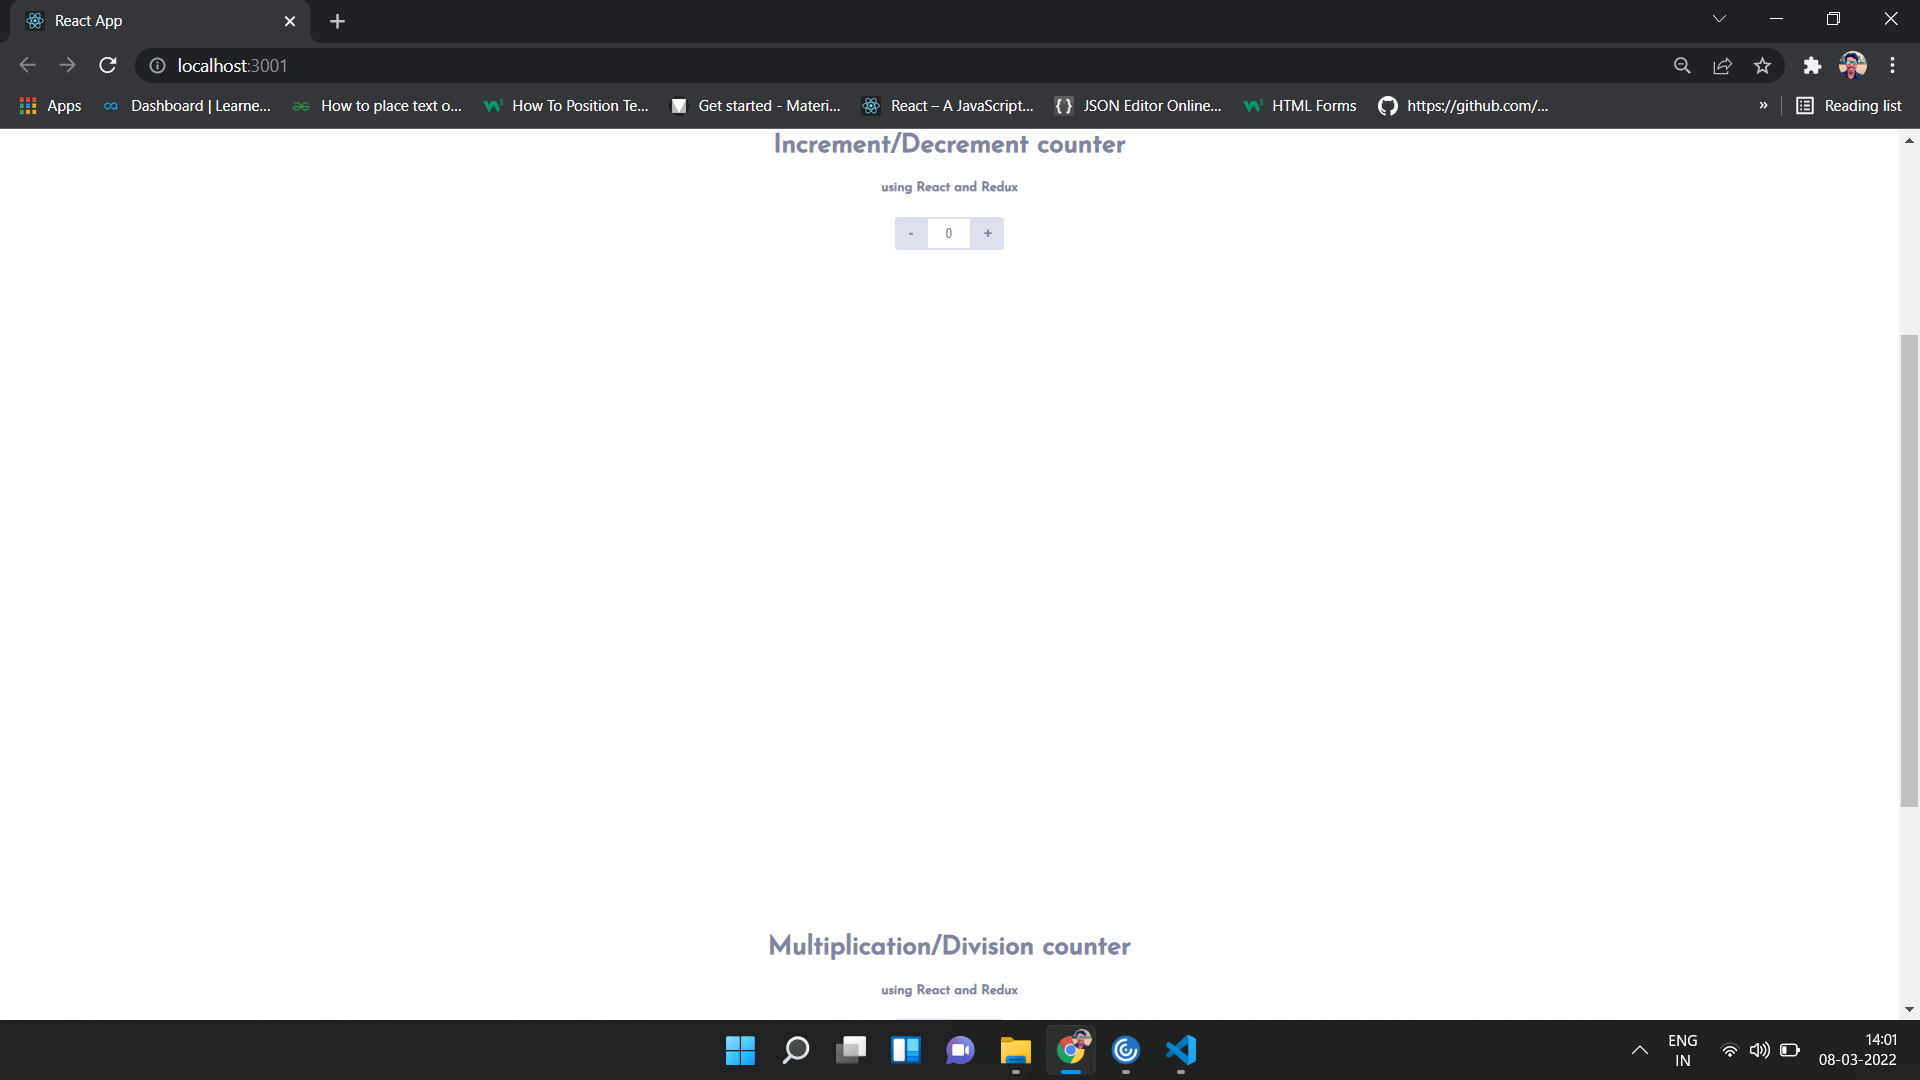 React App
localhost:3001
Apps
Dashboard | Learne...
How to place text o...
How To Position Te...
Get started - Materi...
React – A JavaScript...
JSON Editor Online...
HTML Forms
https://github.com/...
»
Reading list
Increment/Decrement counter
using React and Redux
- 0 +
Multiplication/Division counter
using React and Redux
ENG
IN
14:01
08-03-2022